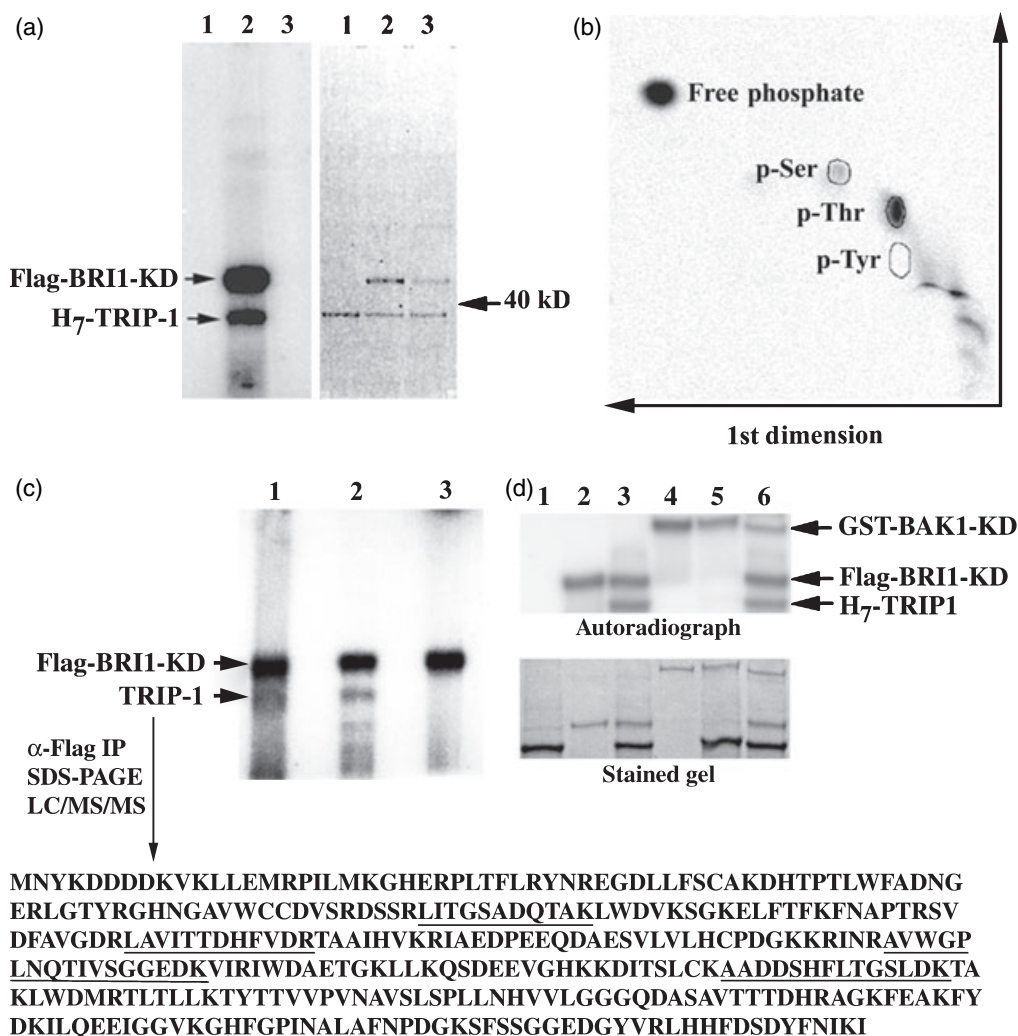 (a)
1 2 3
1 2 3
Flag-BRI1-KD
H7-TRIP-1
40 kD
(b)
Free phosphate
p-Ser
p-Thr
p-Tyr
1st dimension
(c)
1 2 3
Flag-BRI1-KD
TRIP-1
α-Flag IP
SDS-PAGE
LC/MS/MS
(d)
1 2 3 4 5 6
GST-BAK1-KD
Flag-BRI1-KD
H7-TRIP1
Autoradiograph
Stained gel
MNYKDDDDKVKLLEMRPILMKGHERPLTFLRYNREGDLLFSCAKDHTPTLWFADNG
ERLGTYRGHNGAVWCCDVSRDSSRLITGSADQTAKLWDVKSGKELFTFKFNAPTRSV
DFAVGDRLAVITTDHFVDRTAAIHVKRIAEDPEEQDAESVLVLHCPDGKKRINRAVWGP
LNQTIVSGGEDKVIRIWDAETGKLLKQSDEEVGHKKDITSLCKAADDSHFLTGSLDKTA
KLWDMRTLTLLKTYTTVVPVNAVSLSPLLNHVVLGGGQDASAVTTTDHRAGKFEAKFY
DKILQEEIGGVKGHFGPINALAFNPDGKSFSSGGEDGYVRLHHFDSDYFNIKI